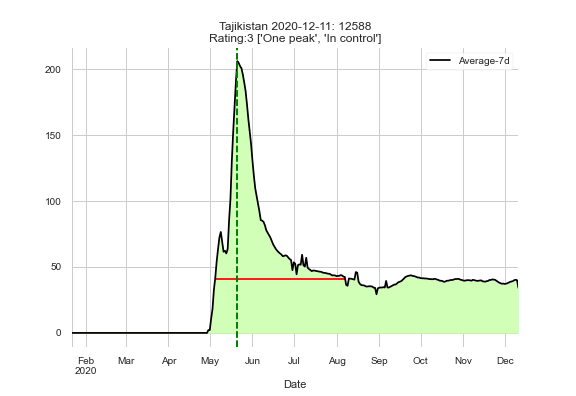 Tajikistan 2020-12-11: 12588
Rating:3 ['One peak', 'In control']
Average-7d
200
150
100
50
0
Feb Mar Apr May Jun Jul Aug Sep Oct Nov Dec
2020
Date